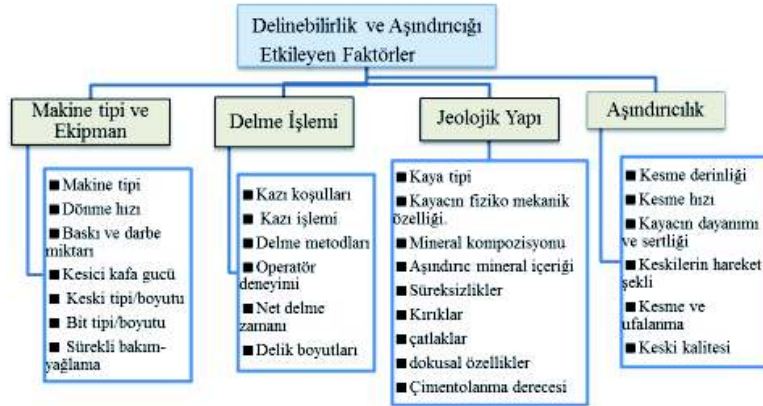 Delinebilirlik ve Aşındırıcığı
Etkileyen Faktörler
Makine tipi ve
Ekipman
■ Makine tipi
■ Dönme hızı
■ Baskı ve darbe
miktarı
■ Kesici kafa gucü
■ Keski tipi/boyutu
■ Bit tipi/boyutu
■ Sürekli bakım-
yağlama
Delme İşlemi
■ Kazı koşulları
■ Kazı işlemi
■ Delme metodları
■ Operatör
deneyimi
■ Net delme
zamanı
■ Delik boyutları
Jeolojik Yapı
■ Kaya tipi
■ Kayacın fiziko mekanik
özelliği.
■ Mineral kompozisyonu
■ Aşındırıc mineral içeriği
■ Süreksizlikler
■ Kırıklar
■ çatlaklar
■ dokusal özellikler
■ Çimentolanma derecesi
Aşındırıcılık
■ Kesme derinliği
■ Kesme hızı
■ Kayacın dayanımı
ve sertliği
■ Keskilerin hareket
şekli
■ Kesme ve
ufalanma
■ Keski kalitesi